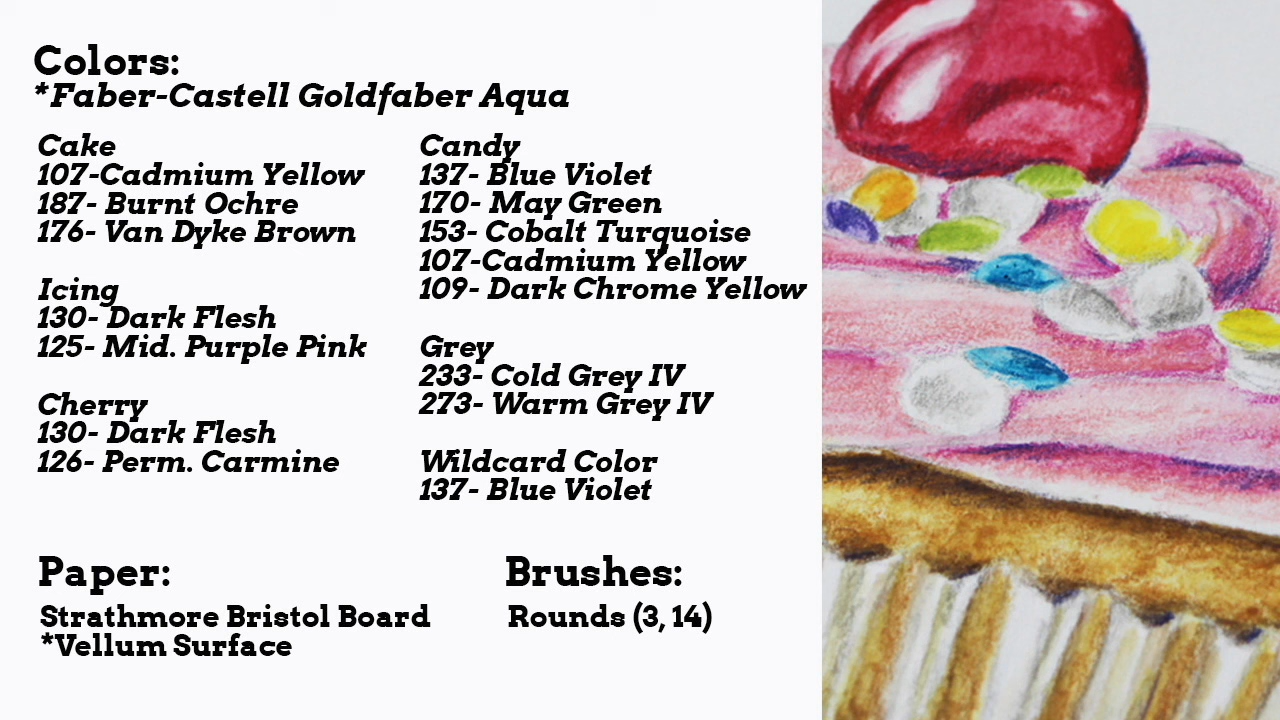 Colors:
*Faber-Castell Goldfaber Aqua
Cake
107-Cadmium Yellow
187- Burnt Ochre
176- Van Dyke Brown
Icing
130- Dark Flesh
125- Mid. Purple Pink
Cherry
130- Dark Flesh
126- Perm. Carmine
Candy
137- Blue Violet
170- May Green
153- Cobalt Turquoise
107-Cadmium Yellow
109- Dark Chrome Yellow
Grey
233- Cold Grey IV
273- Warm Grey IV
Wildcard Color
137- Blue Violet
Paper:
Strathmore Bristol Board
*Vellum Surface
Brushes:
Rounds (3, 14)